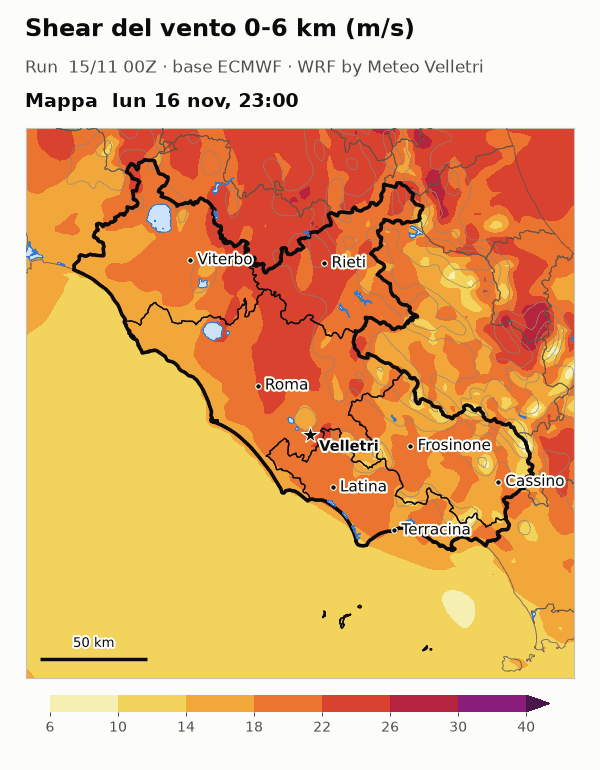 Shear del vento 0-6 km (m/s)
Run 15/11 00Z · base ECMWF · WRF by Meteo Velletri
Mappa lun 16 nov, 23:00
Viterbo
Rieti
Roma
Velletri
Frosinone
Latina
Cassino
Terracina
50 km
6 10 14 18 22 26 30 40